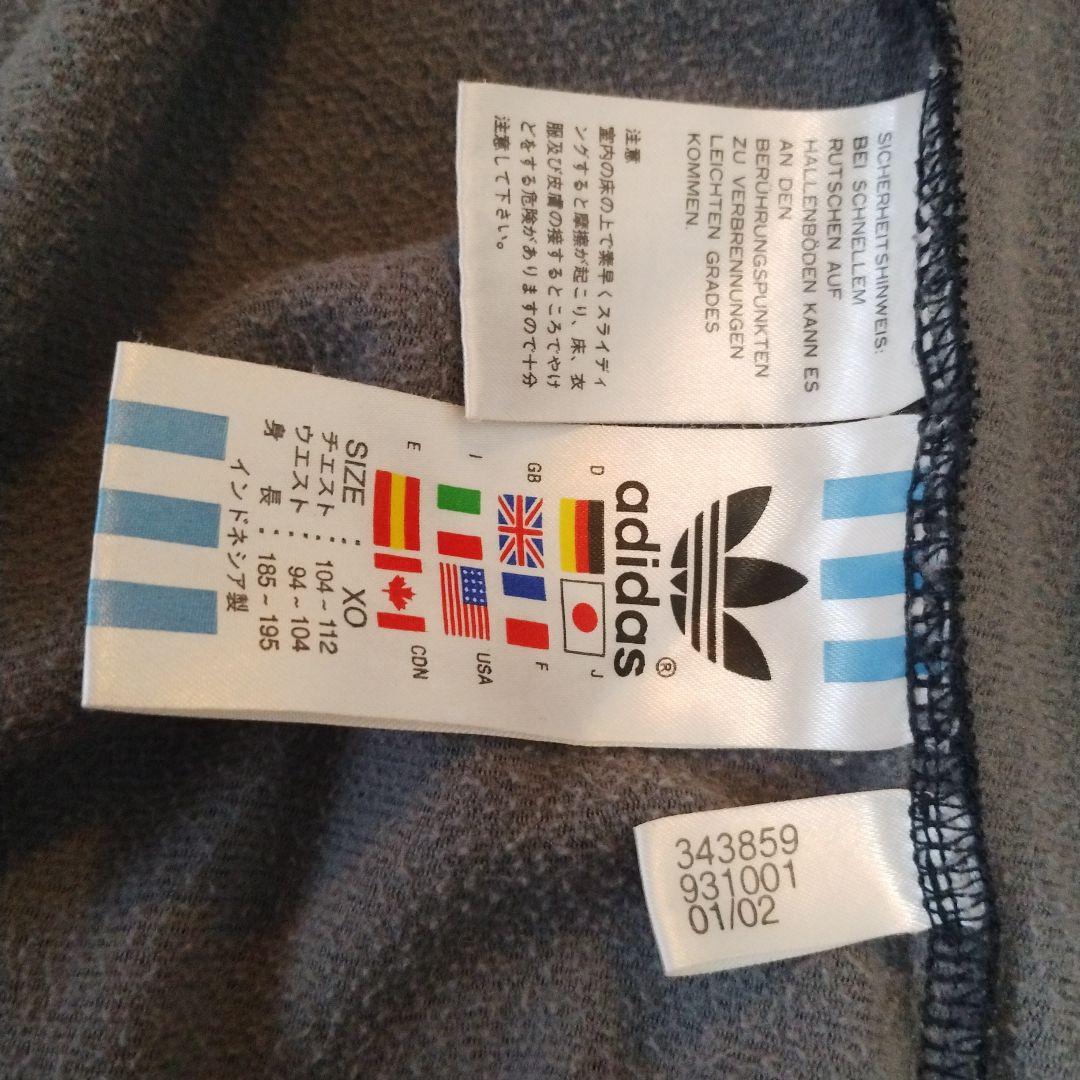 SICHERHEITSHINWEIS:
BEI SCHNELLEM
RUTSCHEN AUF
HALLENBÖDEN KANN ES
AN DEN
BERÜHRUNGSPUNKTEN
ZU VERBRENNUNGEN
LEICHTEN GRADES
KOMMEN.
注意
室内の床の上で素早くスライディ
ングすると摩擦が起こり、床、衣
服及び皮膚の接するところでやけ
どをする危険がありますので十分
注意して下さい。
adidas®
D
J
GB
F
I
USA
E
CDN
SIZE : XO
チェスト : 104~112
ウエスト : 94~104
身長 : 185~195
インドネシア製
343859
931001
01/02